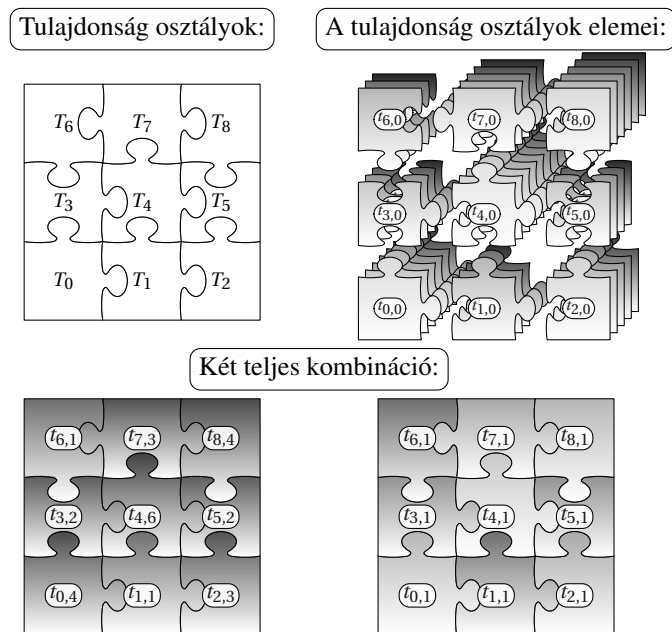 Tulajdonság osztályok:
A tulajdonság osztályok elemei:
T6 T7 T8
T3 T4 T5
T0 T1 T2
t6,0 t7,0 t8,0
t3,0 t4,0 t5,0
t0,0 t1,0 t2,0
Két teljes kombináció:
t6,1 t7,3 t8,4
t3,2 t4,6 t5,2
t0,4 t1,1 t2,3
t6,1 t7,1 t8,1
t3,1 t4,1 t5,1
t0,1 t1,1 t2,1